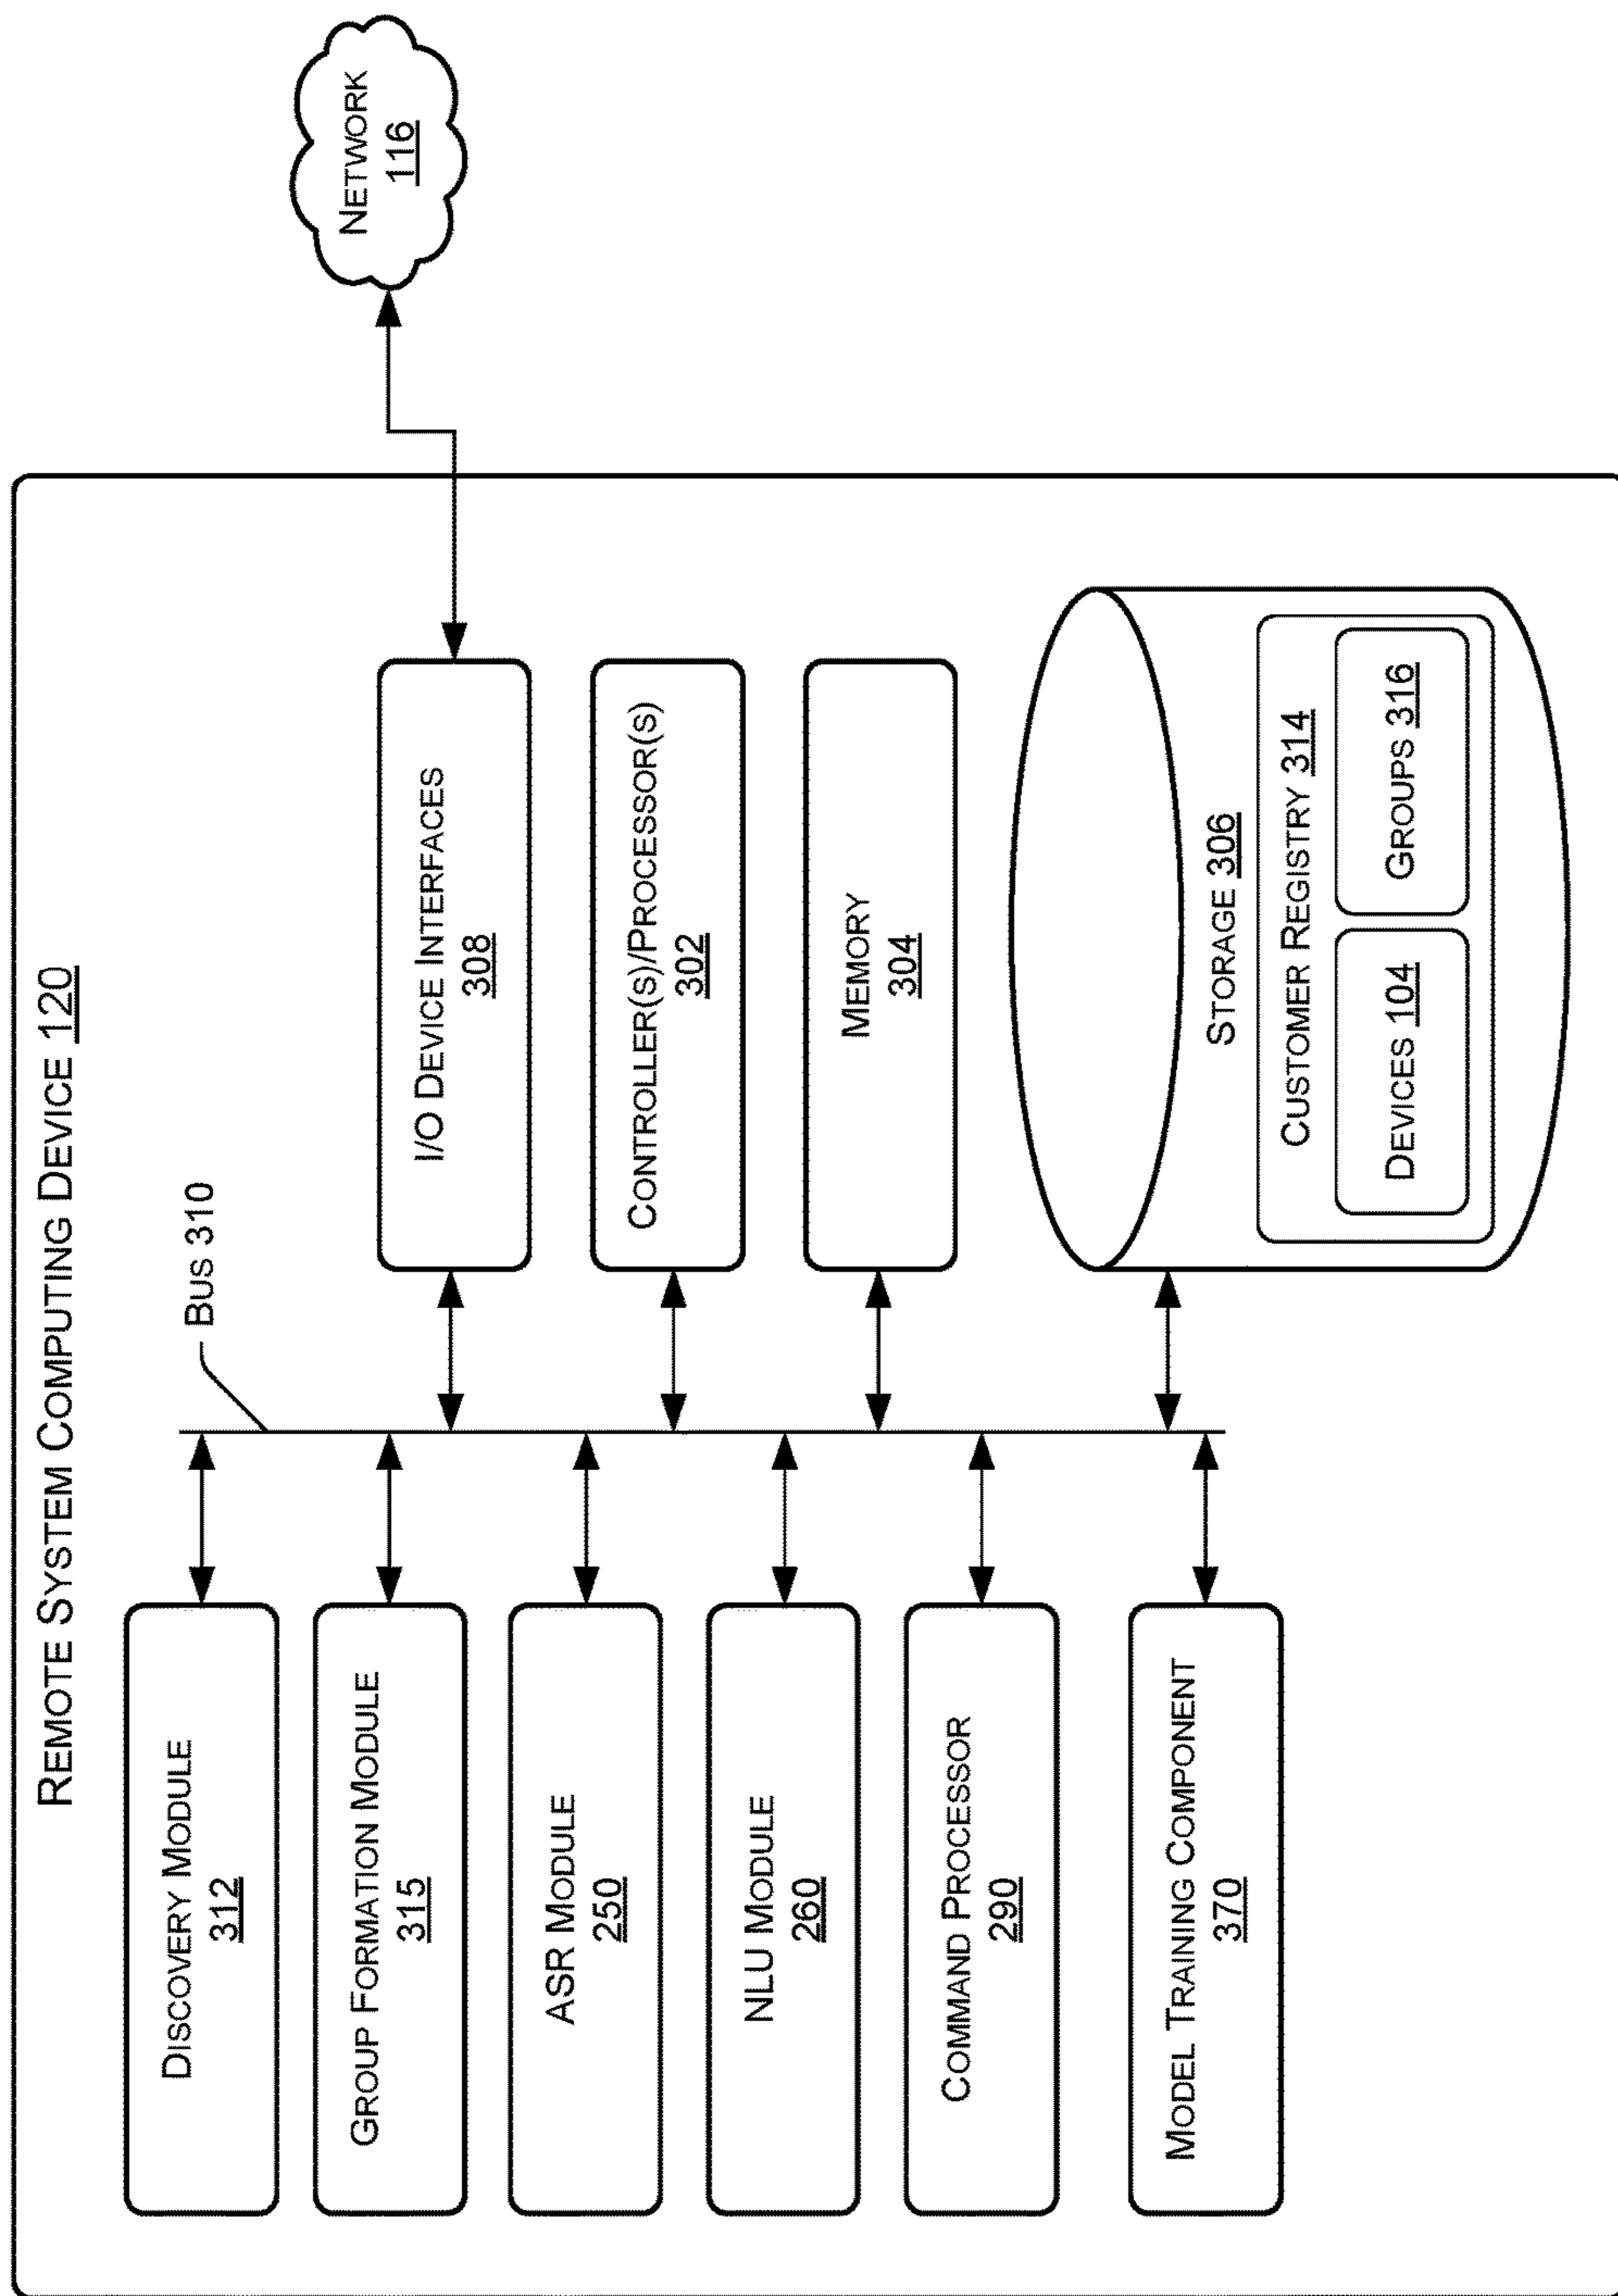 REMOTE SYSTEM COMPUTING DEVICE 120
BUS 310
DISCOVERY MODULE
312
GROUP FORMATION MODULE
315
ASR MODULE
250
NLU MODULE
260
COMMAND PROCESSOR
290
MODEL TRAINING COMPONENT
370
I/O DEVICE INTERFACES
308
CONTROLLER(S)/PROCESSOR(S)
302
MEMORY
304
STORAGE 306
CUSTOMER REGISTRY 314
DEVICES 104
GROUPS 316
NETWORK
116